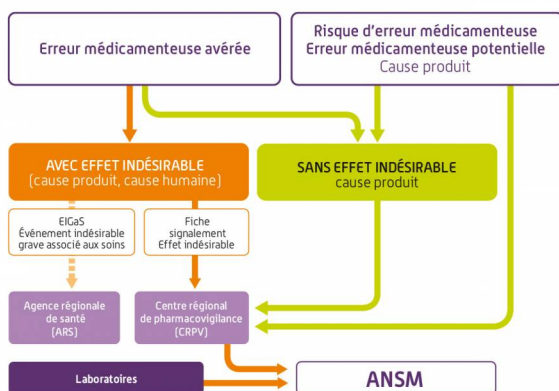 Erreur médicamenteuse avérée
Risque d'erreur médicamenteuse
Erreur médicamenteuse potentielle
Cause produit
AVEC EFFET INDÉSIRABLE
(cause produit, cause humaine)
SANS EFFET INDÉSIRABLE
cause produit
EIGaS
Événement indésirable
grave associé aux soins
Fiche
signalement
Effet indésirable
Agence régionale
de santé
(ARS)
Centre régional
de pharmacovigilance
(CRPV)
Laboratoires
ANSM